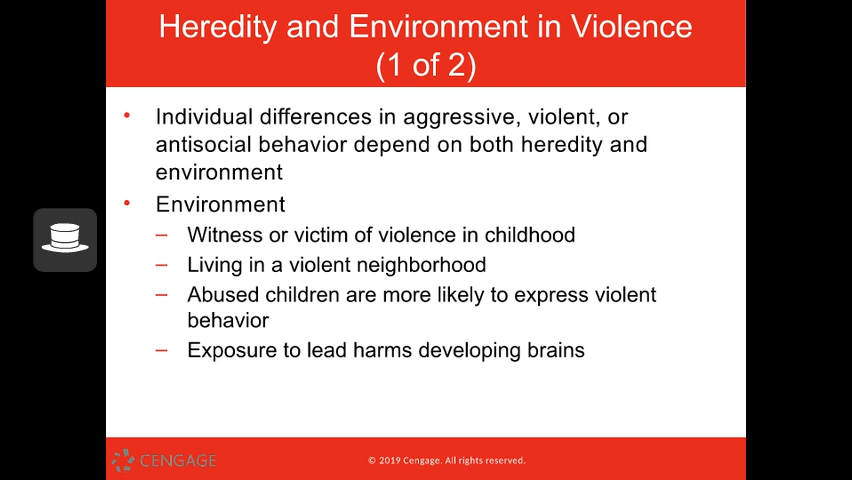 Heredity and Environment in Violence
(1 of 2)
• Individual differences in aggressive, violent, or
antisocial behavior depend on both heredity and
environment
• Environment
– Witness or victim of violence in childhood
– Living in a violent neighborhood
– Abused children are more likely to express violent
behavior
– Exposure to lead harms developing brains
CENGAGE
© 2019 Cengage. All rights reserved.